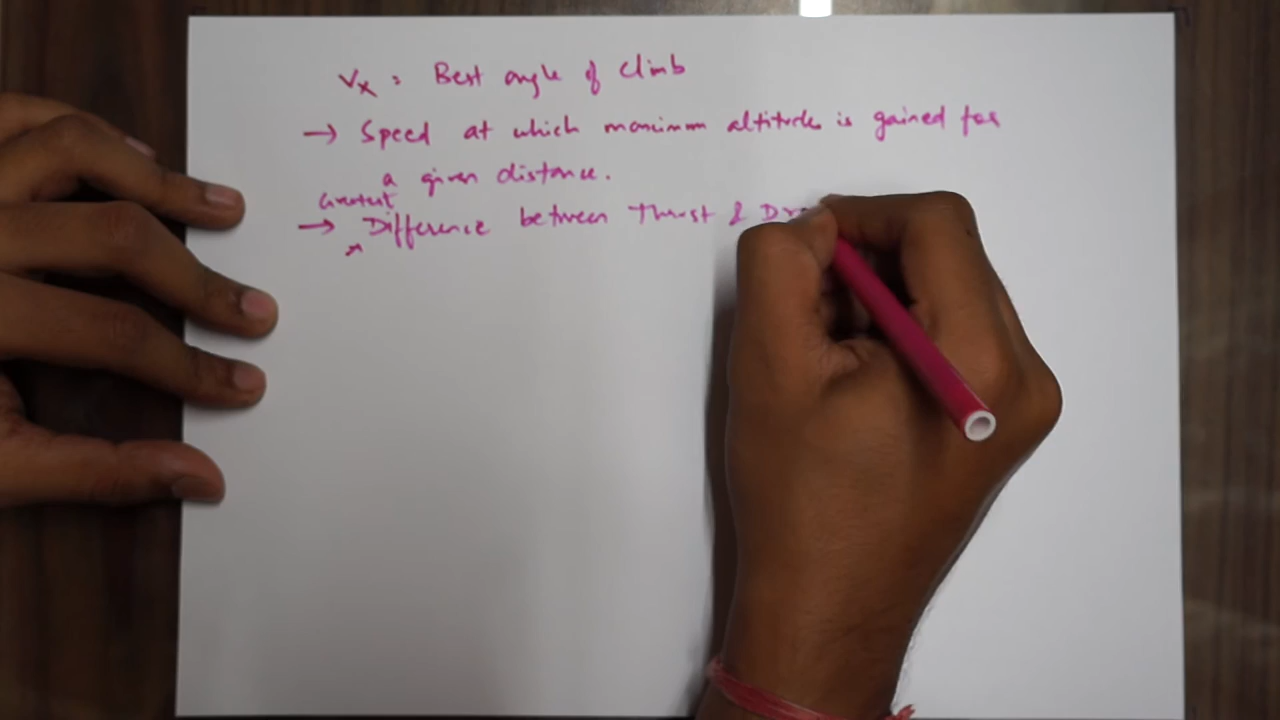 Vx : Best angle of climb
→ Speed at which maximum altitude is gained for
a given distance.
Greatest
→ Difference between Thrust & Dra